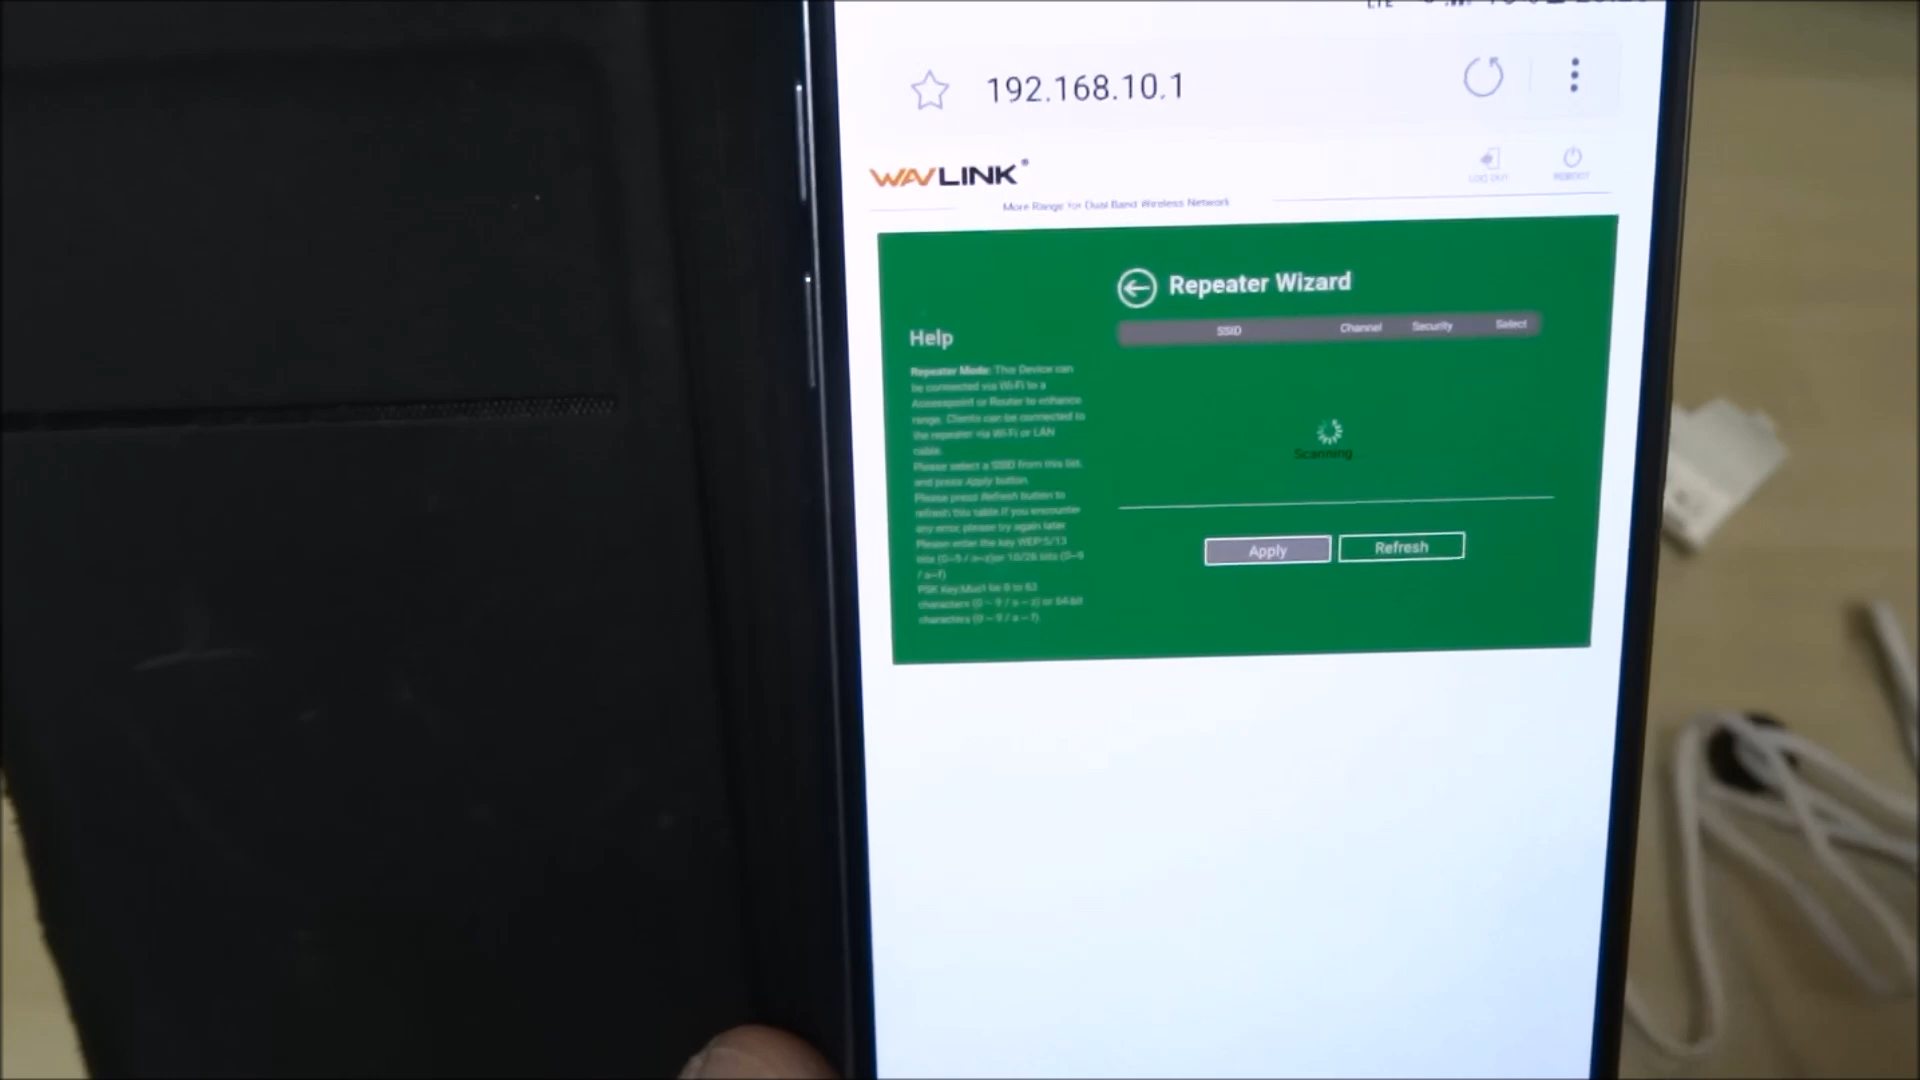 LTE
192.168.10.1
WAVLINK®
LOG OUT
REBOOT
More Range for Dual Band Wireless Network
Repeater Wizard
SSID Channel Security Select
Scanning...
Apply Refresh
Help
Repeater Mode: This Device can
be connected via Wi-Fi to a
Accesspoint or Router to enhance
range. Clients can be connected to
the repeater via Wi-Fi or LAN
cable.
Please select a SSID from this list,
and press Apply button.
Please press Refresh button to
refresh this table.If you encounter
any error, please try again later.
Please enter the key WEP:5/13
bits (0~9 / a~z)or 10/26 bits (0~9
/ a~f)
PSK Key:Must be 8 to 63
characters (0 ~ 9 / a ~ z) or 64-bit
characters (0 ~ 9 / a ~ f).